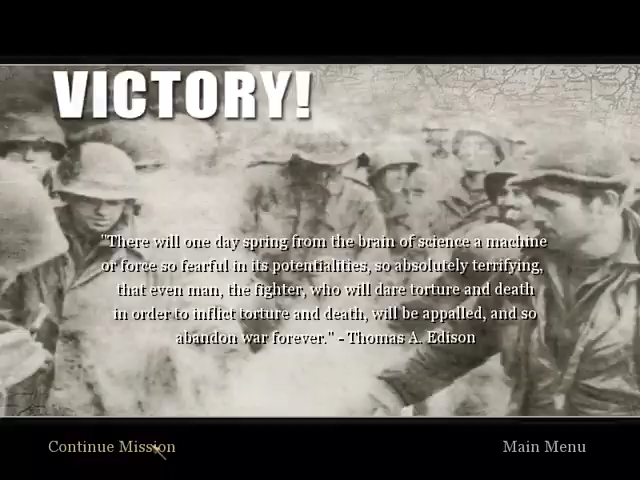 VICTORY!
"There will one day spring from the brain of science a machine
or force so fearful in its potentialities, so absolutely terrifying,
that even man, the fighter, who will dare torture and death
in order to inflict torture and death, will be appalled, and so
abandon war forever." - Thomas A. Edison
Continue Mission
Main Menu